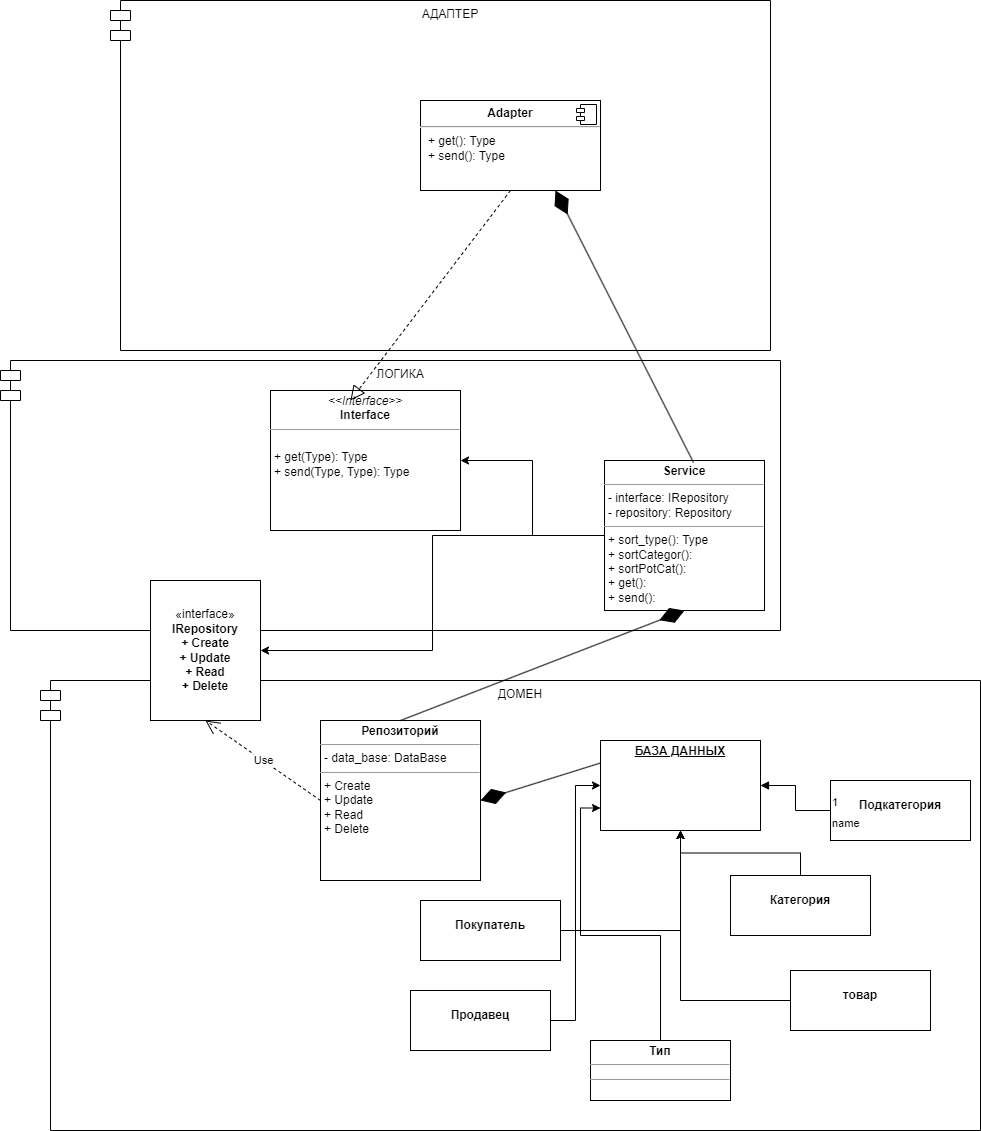 АДАПТЕР
Adapter
+ get(): Type
+ send(): Type
ЛОГИКА
<<Interface>>
Interface
+ get(Type): Type
+ send(Type, Type): Type
Service
- interface: IRepository
- repository: Repository
+ sort_type(): Type
+ sortCategor():
+ sortPotCat():
+ get():
+ send():
«interface»
IRepository
+ Create
+ Update
+ Read
+ Delete
ДОМЕН
Use
Репозиторий
- data_base: DataBase
+ Create
+ Update
+ Read
+ Delete
БАЗА ДАННЫХ
1
Подкатегория
name
Категория
Покупатель
товар
Продавец
Тип